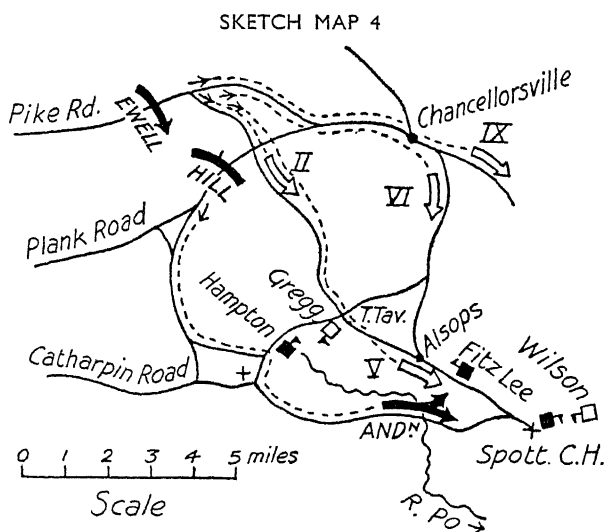 SKETCH MAP 4
Pike Rd.
EWELL
Chancellorsville
IX
II
HILL
VI
Plank Road
Gregg
Hampton
T.Tav.
Alsops
Catharpin Road
V
Fitz Lee
Wilson
ANDᴺ
Spott. C.H.
0 1 2 3 4 5 miles
Scale
R. Po